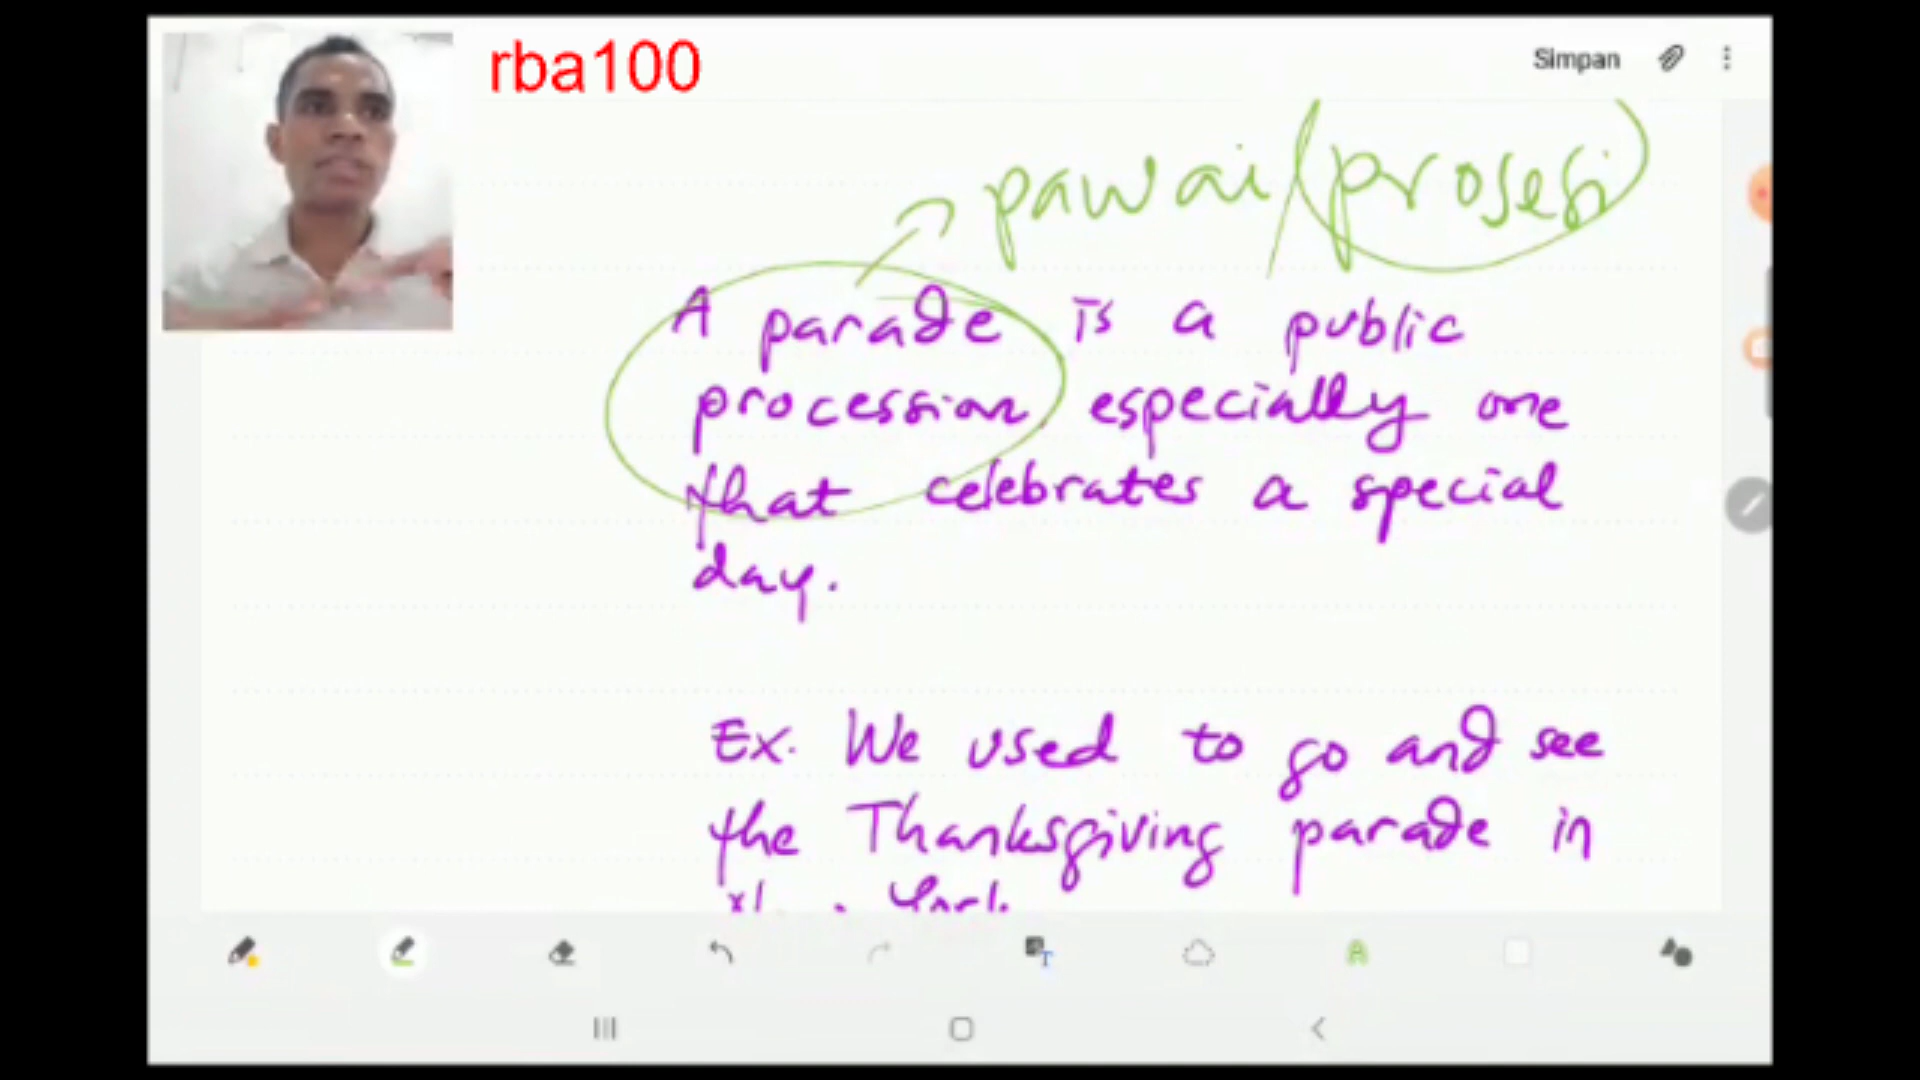 rba100
Simpan
pawai/prosesi
A parade is a public
procession, especially one
that celebrates a special
day.
Ex. We used to go and see
the Thanksgiving parade in
York